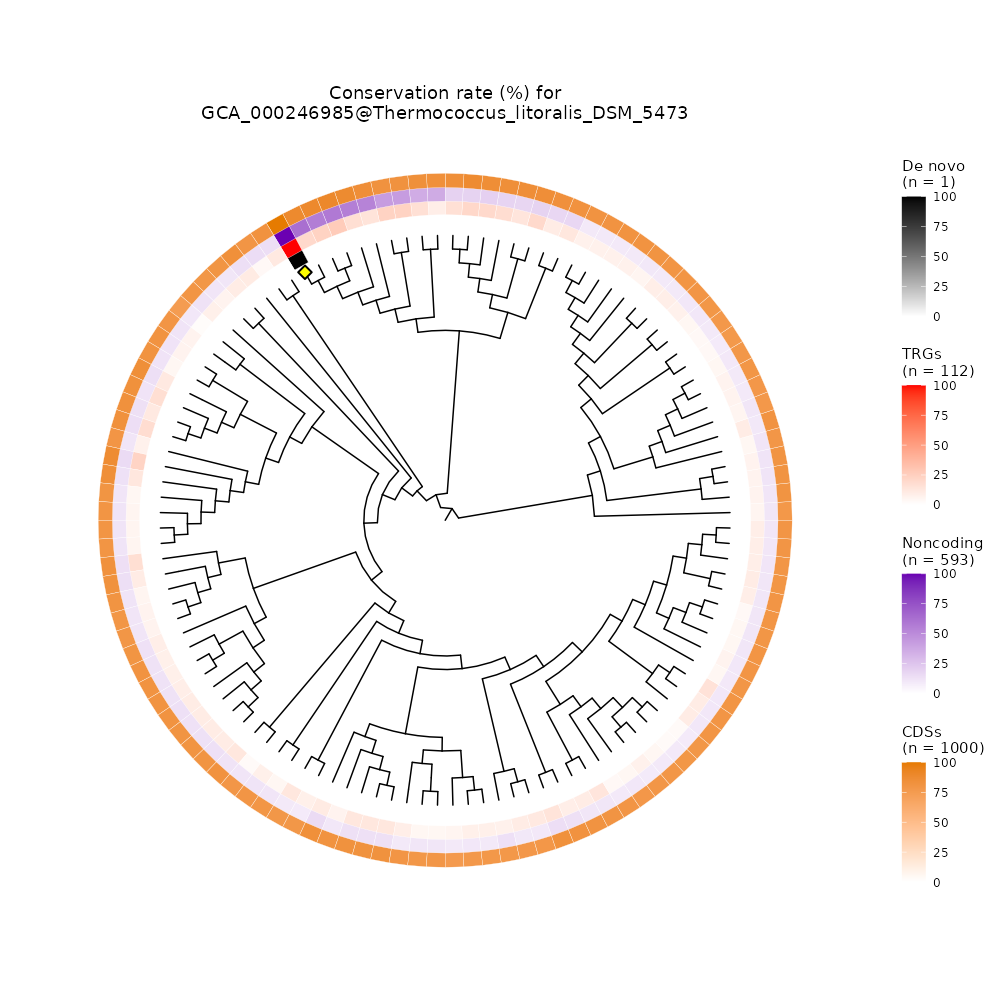 Conservation rate (%) for
GCA_000246985@Thermococcus_litoralis_DSM_5473
De novo
(n = 1)
100
75
50
25
0
TRGs
(n = 112)
100
75
50
25
0
Noncoding
(n = 593)
100
75
50
25
0
CDSs
(n = 1000)
100
75
50
25
0